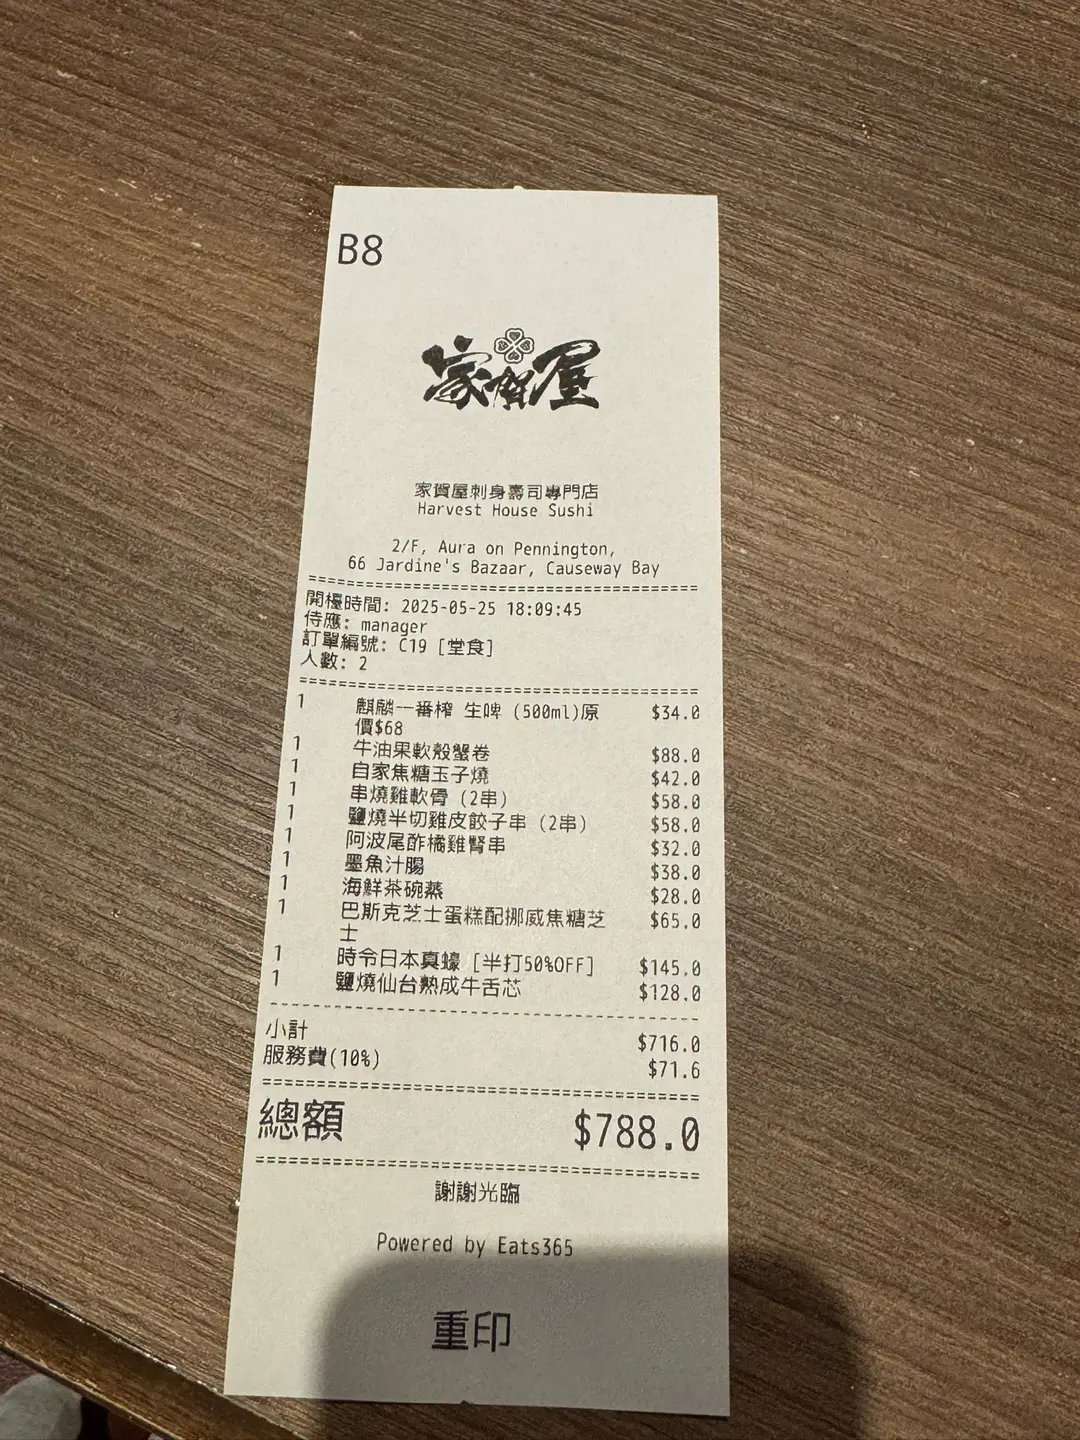 B8
家賀屋
家賀屋刺身壽司專門店
Harvest House Sushi
2/F, Aura on Pennington,
66 Jardine's Bazaar, Causeway Bay
開檯時間: 2025-05-25 18:09:45
侍應: manager
訂單編號: C19 [堂食]
人數: 2
1 麒麟一番榨 生啤 (500ml)原 $34.0
價$68
1 牛油果軟殼蟹卷 $88.0
1 自家焦糖玉子燒 $42.0
1 串燒雞軟骨 (2串) $58.0
1 鹽燒半切雞皮餃子串 (2串) $58.0
1 阿波尾酢橘雞腎串 $32.0
1 墨魚汁腸 $38.0
1 海鮮茶碗蒸 $28.0
1 巴斯克芝士蛋糕配挪威焦糖芝 $65.0
士
1 時令日本真蠔 [半打50%OFF] $145.0
1 鹽燒仙台熟成牛舌芯 $128.0
小計 $716.0
服務費(10%) $71.6
總額 $788.0
謝謝光臨
Powered by Eats365
重印